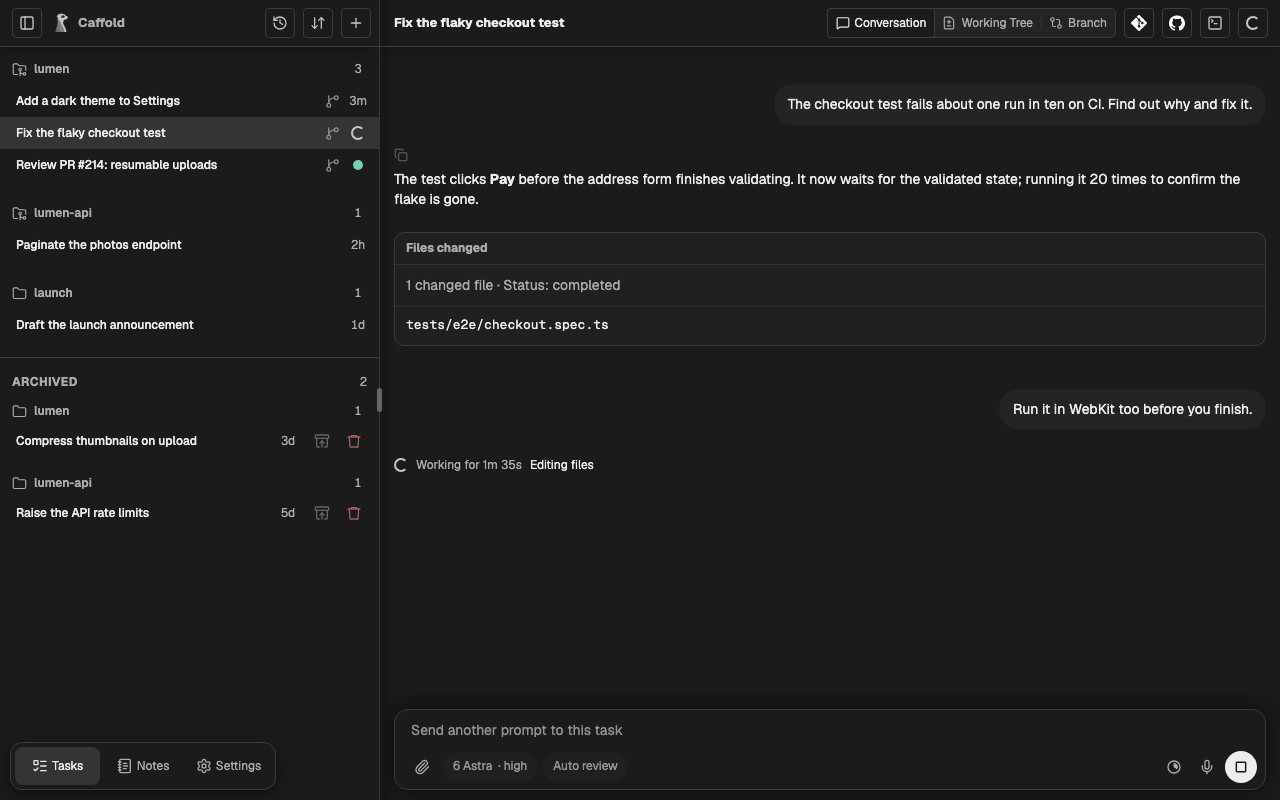 Caffold
Fix the flaky checkout test
Conversation
Working Tree
Branch
lumen 3
Add a dark theme to Settings 3m
Fix the flaky checkout test
Review PR #214: resumable uploads
lumen-api 1
Paginate the photos endpoint 2h
launch 1
Draft the launch announcement 1d
ARCHIVED 2
lumen 1
Compress thumbnails on upload 3d
lumen-api 1
Raise the API rate limits 5d
Tasks
Notes
Settings
The checkout test fails about one run in ten on CI. Find out why and fix it.
The test clicks Pay before the address form finishes validating. It now waits for the validated state; running it 20 times to confirm the
flake is gone.
Files changed
1 changed file · Status: completed
tests/e2e/checkout.spec.ts
Run it in WebKit too before you finish.
Working for 1m 35s Editing files
Send another prompt to this task
6 Astra · high
Auto review